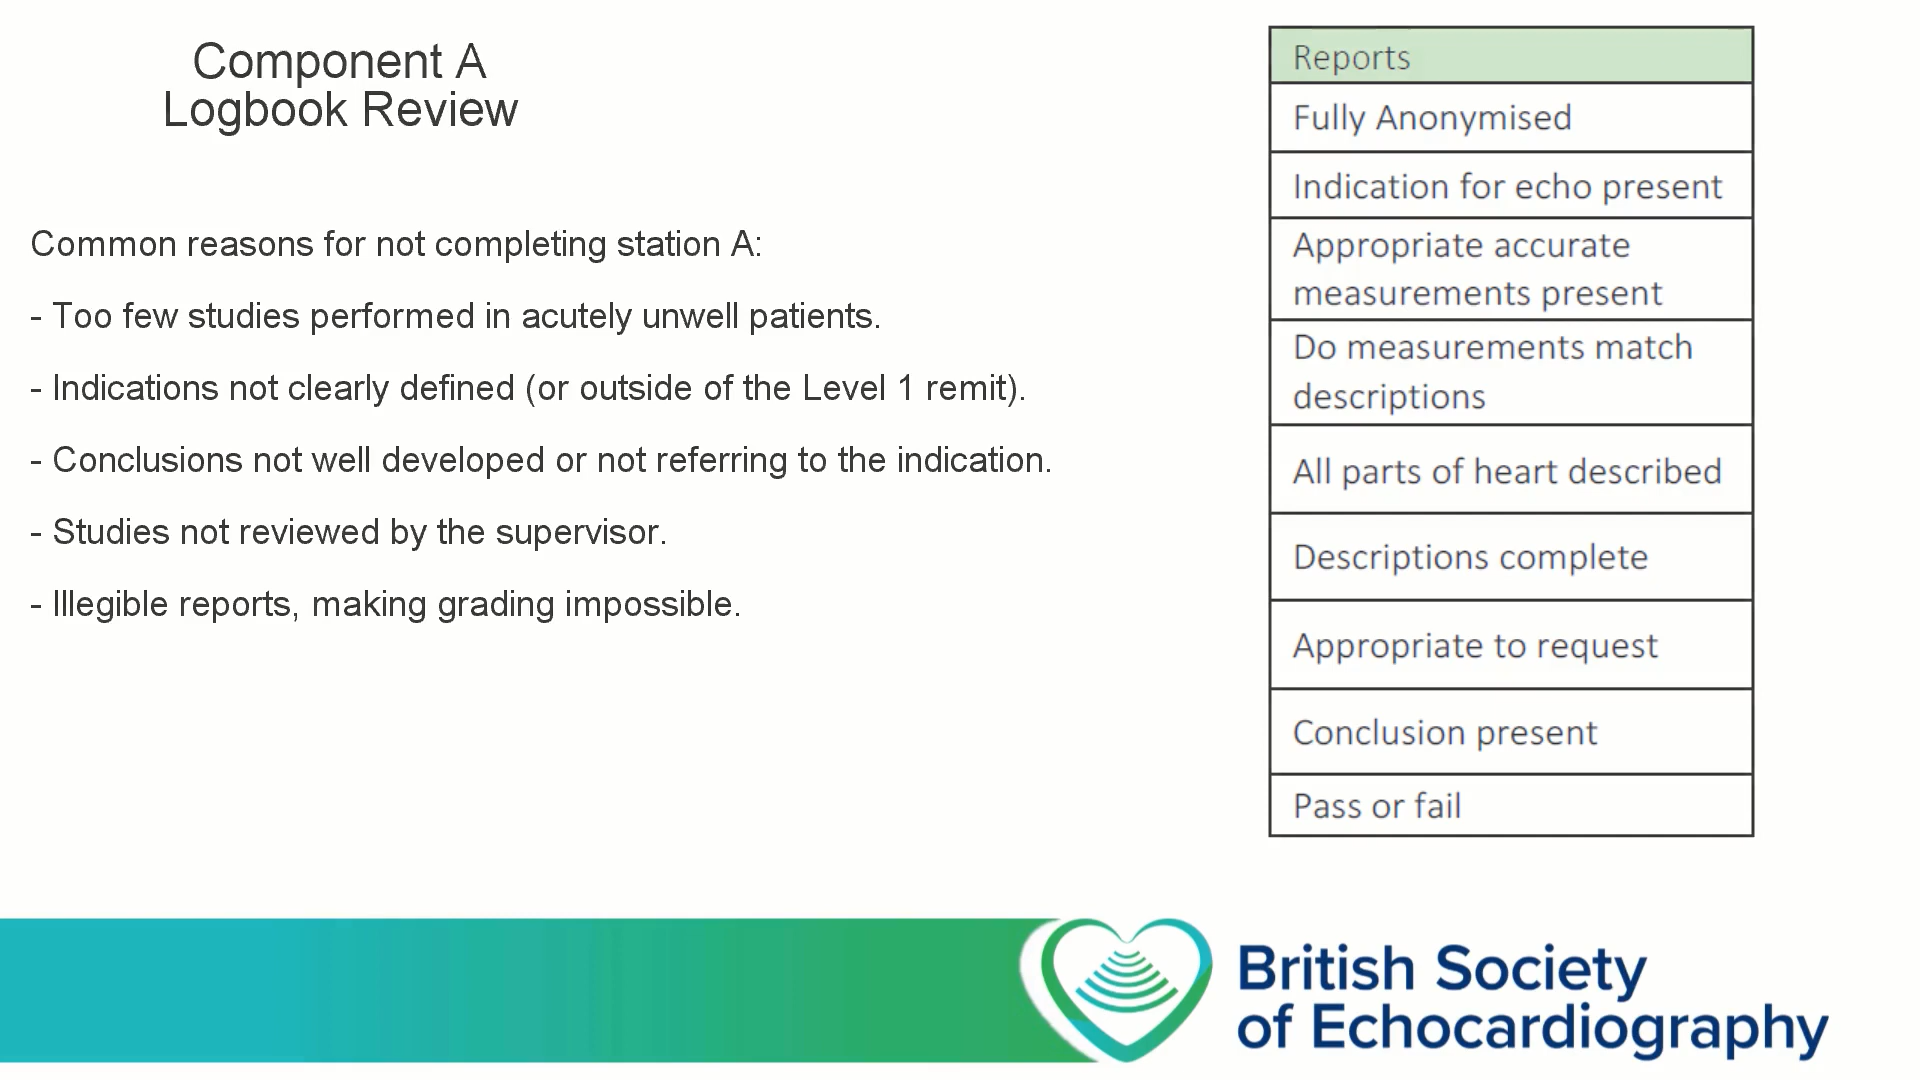 Component A
Logbook Review
Common reasons for not completing station A:
- Too few studies performed in acutely unwell patients.
- Indications not clearly defined (or outside of the Level 1 remit).
- Conclusions not well developed or not referring to the indication.
- Studies not reviewed by the supervisor.
- Illegible reports, making grading impossible.
Reports
Fully Anonymised
Indication for echo present
Appropriate accurate
measurements present
Do measurements match
descriptions
All parts of heart described
Descriptions complete
Appropriate to request
Conclusion present
Pass or fail
British Society
of Echocardiography